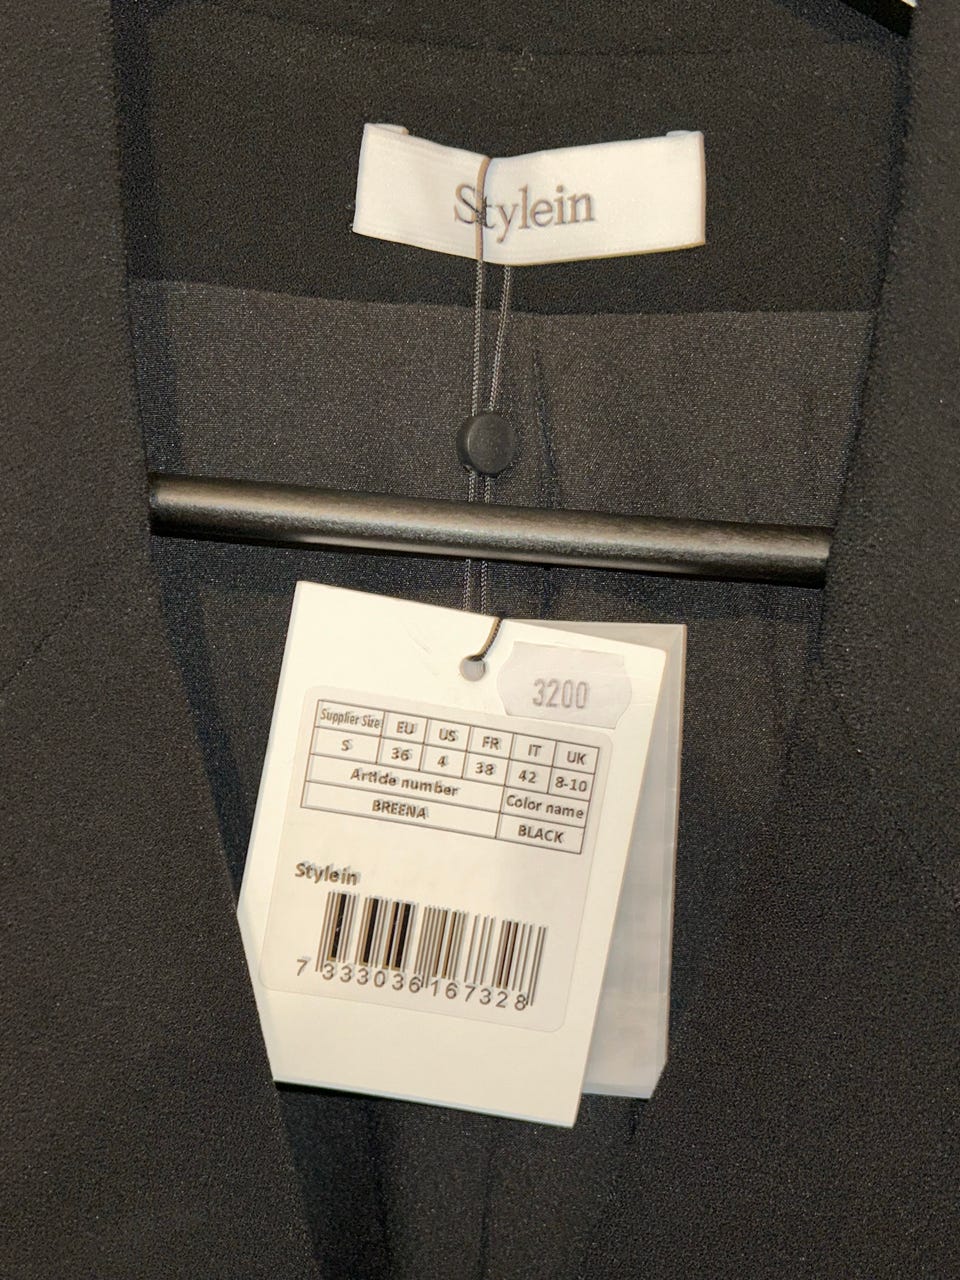 Stylein
3200
Supplier Size EU US FR IT UK
S 36 4 38 42 8-10
Article number Color name
BREENA BLACK
Stylein
7 333036 167328